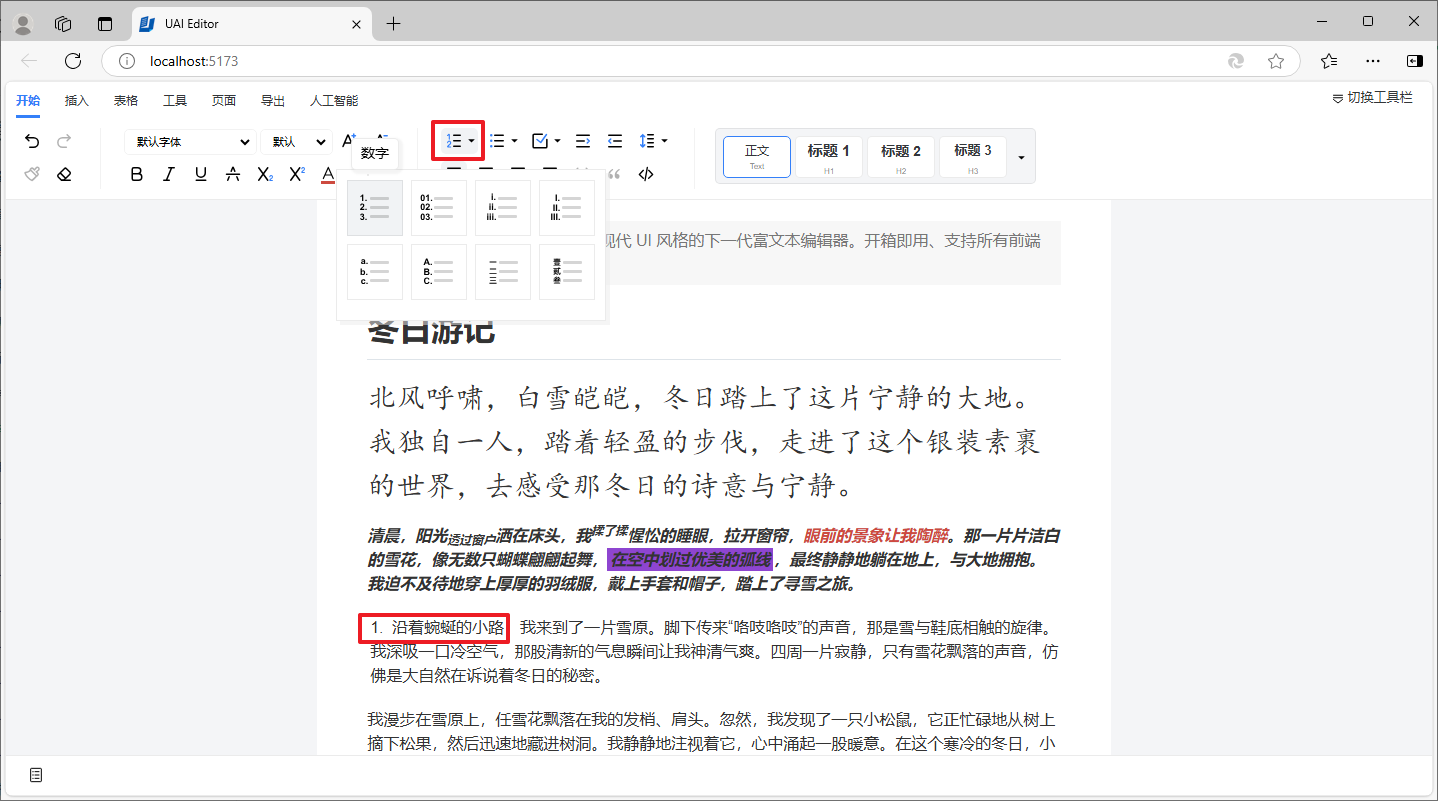 UAI Editor
localhost:5173
开始 插入 表格 工具 页面 导出 人工智能
切换工具栏
默认字体 默认
数字
B I U A X₂ X² A
正文 标题 1 标题 2 标题 3
Text H1 H2 H3
1. 01. i. I.
2. 02. ii. II.
3. 03. iii. III.
a. A. 一 壹
b. B. 二 贰
c. C. 三 叁
现代 UI 风格的下一代富文本编辑器。开箱即用、支持所有前端
冬日游记
北风呼啸，白雪皑皑，冬日踏上了这片宁静的大地。
我独自一人，踏着轻盈的步伐，走进了这个银装素裹
的世界，去感受那冬日的诗意与宁静。
清晨，阳光透过窗户洒在床头，我揉了揉惺忪的睡眼，拉开窗帘，眼前的景象让我陶醉。那一片片洁白
的雪花，像无数只蝴蝶翩翩起舞，在空中划过优美的弧线，最终静静地躺在地上，与大地拥抱。
我迫不及待地穿上厚厚的羽绒服，戴上手套和帽子，踏上了寻雪之旅。
1. 沿着蜿蜒的小路 我来到了一片雪原。脚下传来“咯吱咯吱”的声音，那是雪与鞋底相触的旋律。
我深吸一口冷空气，那股清新的气息瞬间让我神清气爽。四周一片寂静，只有雪花飘落的声音，仿
佛是大自然在诉说着冬日的秘密。
我漫步在雪原上，任雪花飘落在我的发梢、肩头。忽然，我发现了一只小松鼠，它正忙碌地从树上
摘下松果，然后迅速地藏进树洞。我静静地注视着它，心中涌起一股暖意。在这个寒冷的冬日，小